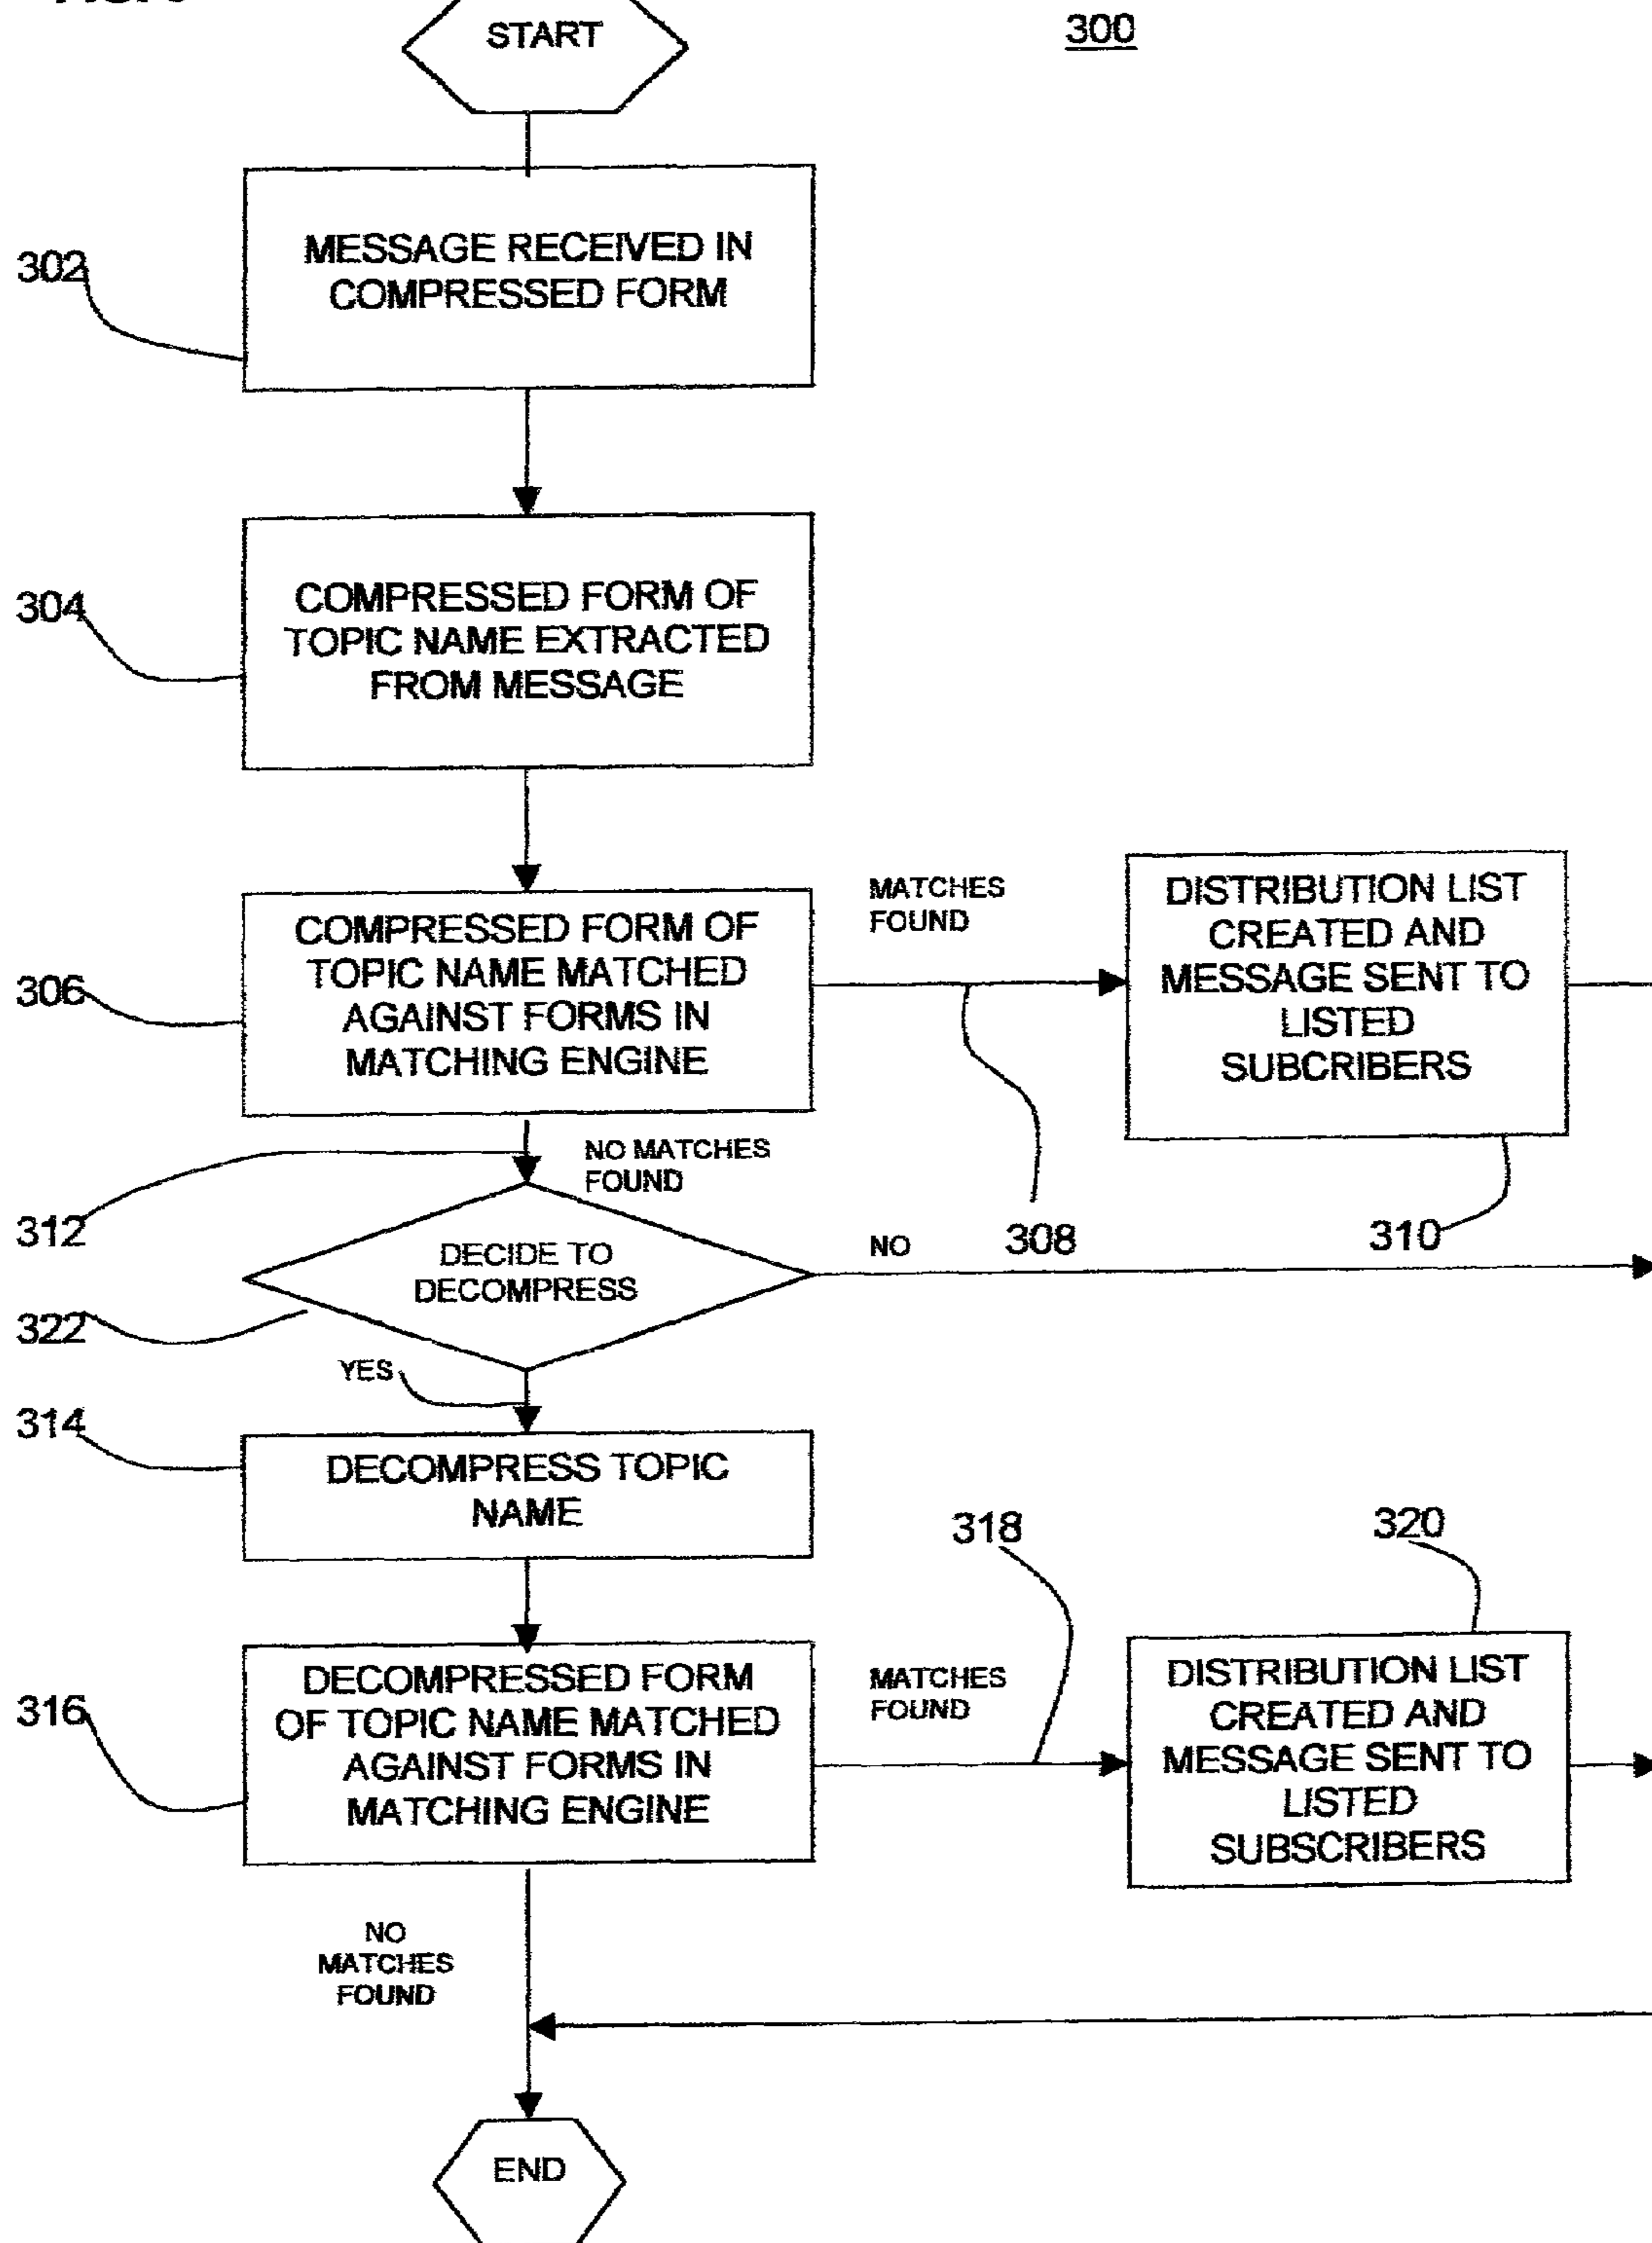 START
300
302
MESSAGE RECEIVED IN
COMPRESSED FORM
304
COMPRESSED FORM OF
TOPIC NAME EXTRACTED
FROM MESSAGE
306
COMPRESSED FORM OF
TOPIC NAME MATCHED
AGAINST FORMS IN
MATCHING ENGINE
MATCHES
FOUND
308
DISTRIBUTION LIST
CREATED AND
MESSAGE SENT TO
LISTED
SUBCRIBERS
310
312
NO MATCHES
FOUND
322
DECIDE TO
DECOMPRESS
NO
YES
314
DECOMPRESS TOPIC
NAME
316
DECOMPRESSED FORM
OF TOPIC NAME MATCHED
AGAINST FORMS IN
MATCHING ENGINE
318
MATCHES
FOUND
320
DISTRIBUTION LIST
CREATED AND
MESSAGE SENT TO
LISTED
SUBSCRIBERS
NO
MATCHES
FOUND
END